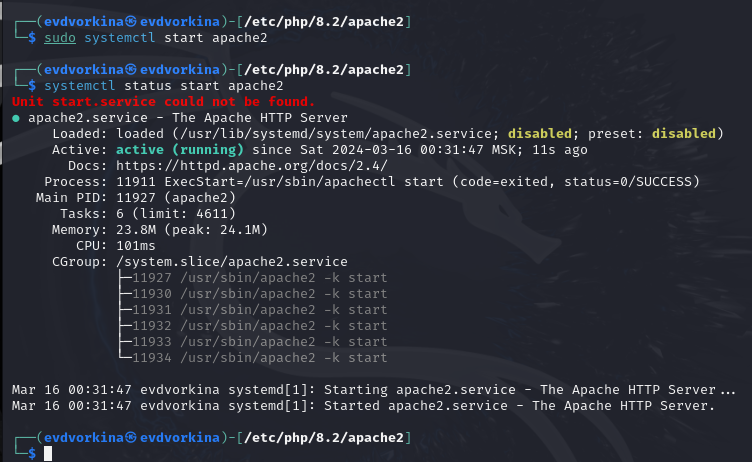 ┌──(evdvorkina㉿evdvorkina)-[/etc/php/8.2/apache2]
└─$ sudo systemctl start apache2
┌──(evdvorkina㉿evdvorkina)-[/etc/php/8.2/apache2]
└─$ systemctl status start apache2
Unit start.service could not be found.
● apache2.service - The Apache HTTP Server
Loaded: loaded (/usr/lib/systemd/system/apache2.service; disabled; preset: disabled)
Active: active (running) since Sat 2024-03-16 00:31:47 MSK; 11s ago
Docs: https://httpd.apache.org/docs/2.4/
Process: 11911 ExecStart=/usr/sbin/apachectl start (code=exited, status=0/SUCCESS)
Main PID: 11927 (apache2)
Tasks: 6 (limit: 4611)
Memory: 23.8M (peak: 24.1M)
CPU: 101ms
CGroup: /system.slice/apache2.service
├─11927 /usr/sbin/apache2 -k start
├─11930 /usr/sbin/apache2 -k start
├─11931 /usr/sbin/apache2 -k start
├─11932 /usr/sbin/apache2 -k start
├─11933 /usr/sbin/apache2 -k start
└─11934 /usr/sbin/apache2 -k start
Mar 16 00:31:47 evdvorkina systemd[1]: Starting apache2.service - The Apache HTTP Server...
Mar 16 00:31:47 evdvorkina systemd[1]: Started apache2.service - The Apache HTTP Server.
┌──(evdvorkina㉿evdvorkina)-[/etc/php/8.2/apache2]
└─$